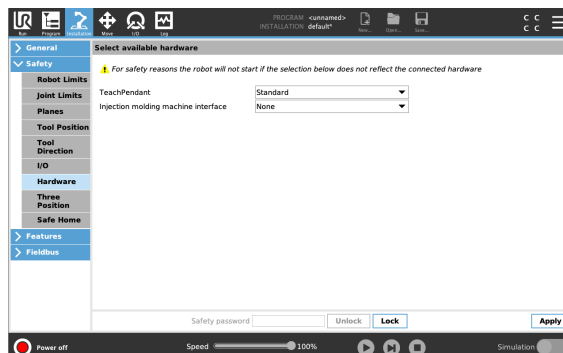 UR
PROGRAM <unnamed>
INSTALLATION default*
C C
C C
Run Program Installation Move I/O Log New... Open... Save...
General
Select available hardware
Safety
For safety reasons the robot will not start if the selection below does not reflect the connected hardware
Robot Limits
Joint Limits
TeachPendant Standard
Injection molding machine interface None
Planes
Tool Position
Tool
Direction
I/O
Hardware
Three
Position
Safe Home
Features
Fieldbus
Safety password Unlock Lock Apply
Power off Speed 100% Simulation